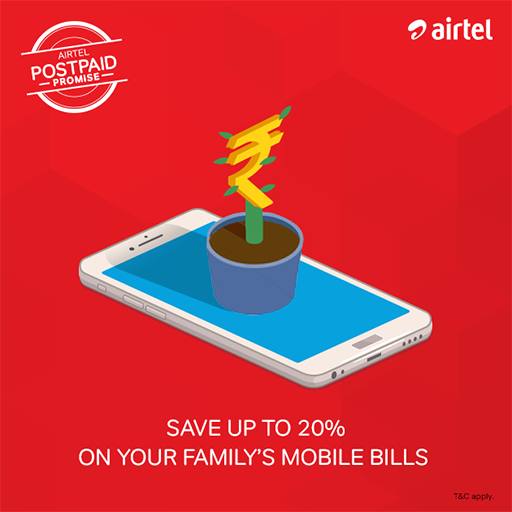 AIRTEL
POSTPAID
PROMISE
airtel
₹
SAVE UP TO 20%
ON YOUR FAMILY'S MOBILE BILLS
T&C apply.